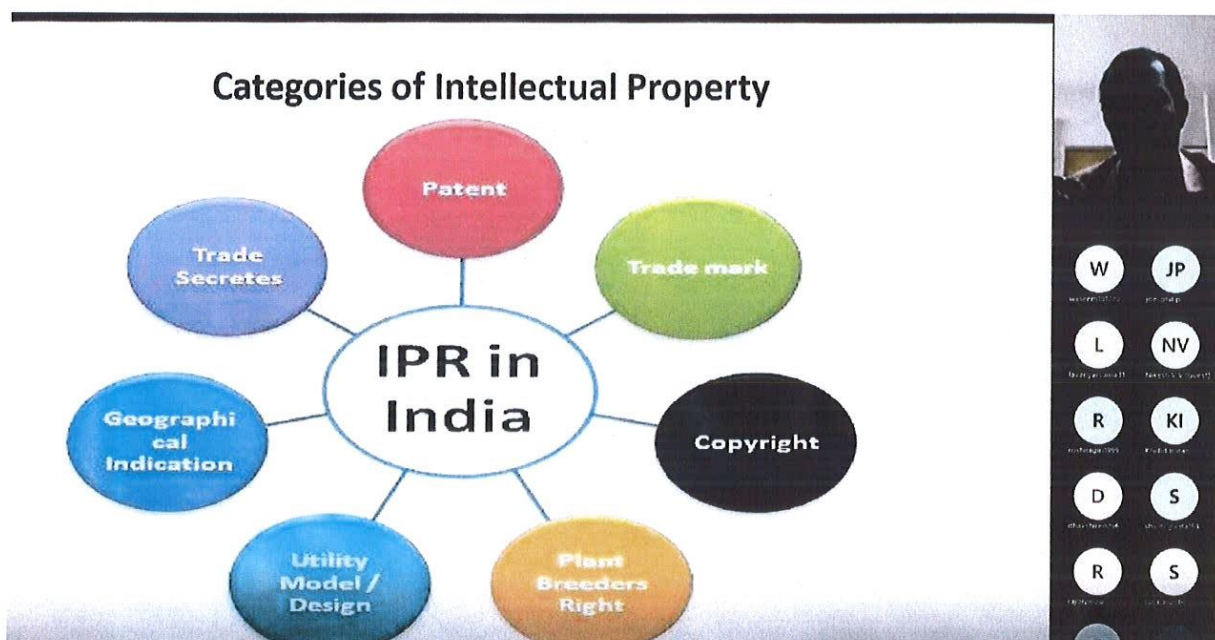 Categories of Intellectual Property
Patent
Trade
Secretes
Trade mark
IPR in
India
Geographi
cal
Indication
Copyright
Utility
Model /
Design
Plant
Breeders
Right
W
JP
L
NV
R
KI
D
S
R
S